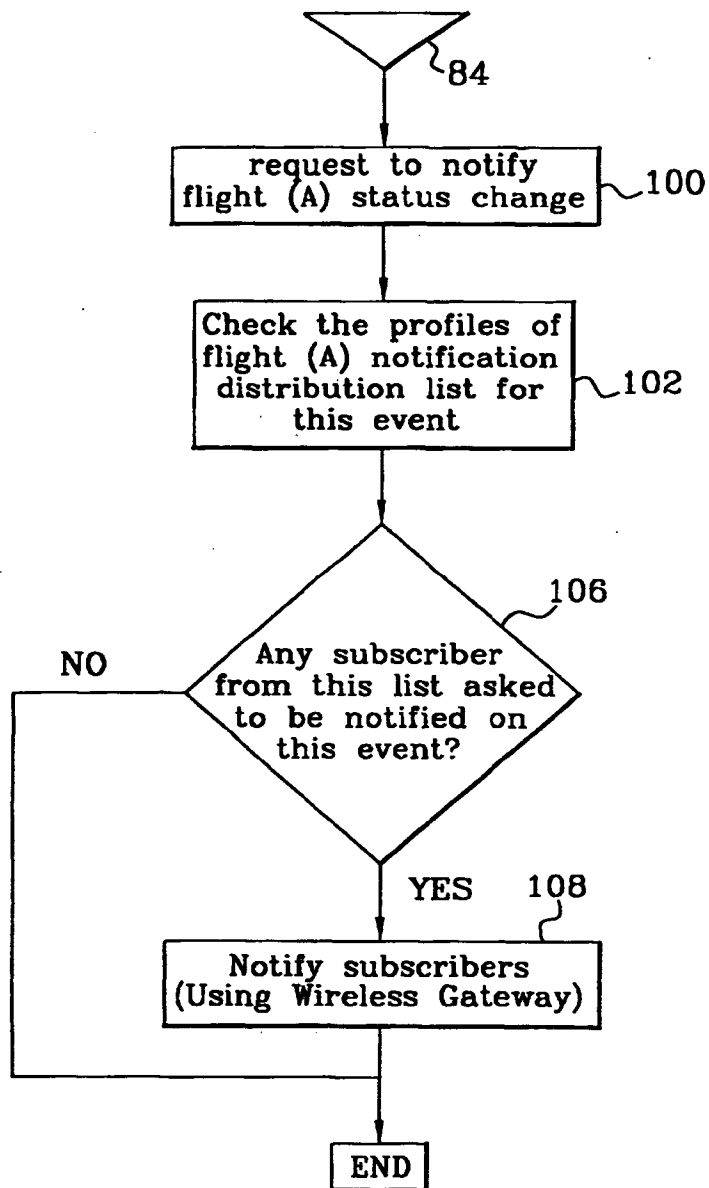 84
request to notify
flight (A) status change
100
Check the profiles of
flight (A) notification
distribution list for
this event
102
106
NO
Any subscriber
from this list asked
to be notified on
this event?
YES
108
Notify subscribers
(Using Wireless Gateway)
END